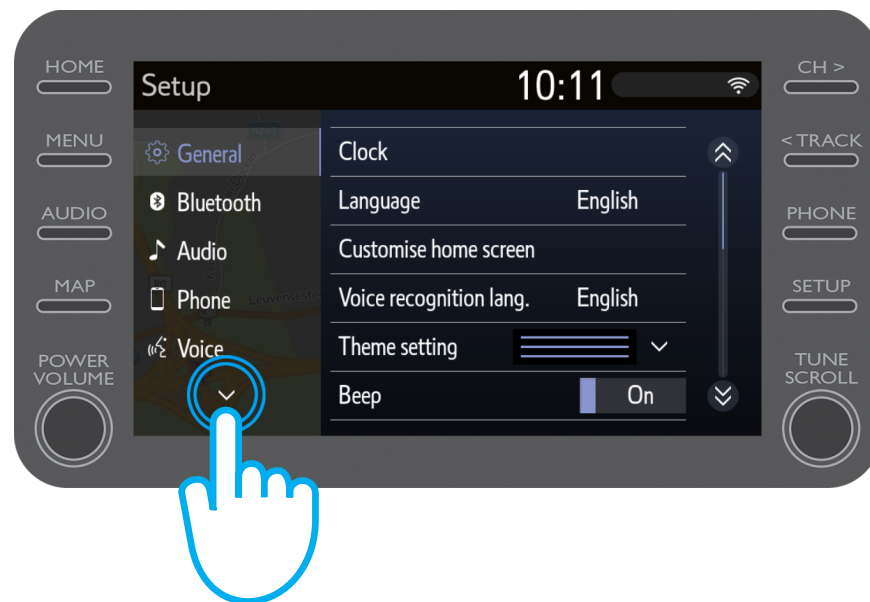 HOME
MENU
AUDIO
MAP
POWER
VOLUME
Setup 10:11
General
Bluetooth
Audio
Phone
Voice
Clock
Language English
Customise home screen
Voice recognition lang. English
Theme setting
Beep On
CH >
< TRACK
PHONE
SETUP
TUNE
SCROLL